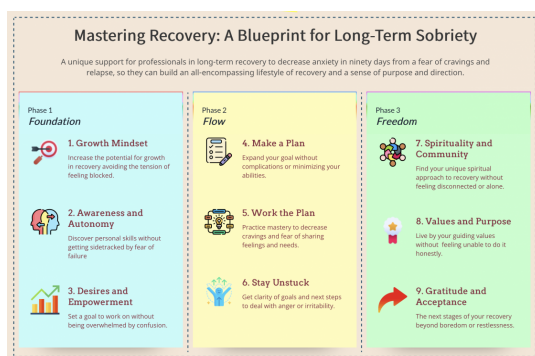 Mastering Recovery: A Blueprint for Long-Term Sobriety
A unique support for professionals in long-term recovery to decrease anxiety in ninety days from a fear of cravings and
relapse, so they can build an all-encompassing lifestyle of recovery and a sense of purpose and direction.
Phase 1
Foundation
1. Growth Mindset
Increase the potential for growth
in recovery avoiding the tension of
feeling blocked.
2. Awareness and
Autonomy
Discover personal skills without
getting sidetracked by fear of
failure
3. Desires and
Empowerment
Set a goal to work on without
being overwhelmed by confusion.
Phase 2
Flow
4. Make a Plan
Expand your goal without
complications or minimizing your
abilities.
5. Work the Plan
Practice mastery to decrease
cravings and fear of sharing
feelings and needs.
6. Stay Unstuck
Get clarity of goals and next steps
to deal with anger or irritability.
Phase 3
Freedom
7. Spirituality and
Community
Find your unique spiritual
approach to recovery without
feeling disconnected or alone.
8. Values and Purpose
Live by your guiding values
without feeling unable to do it
honestly.
9. Gratitude and
Acceptance
The next stages of your recovery
beyond boredom or restlessness.